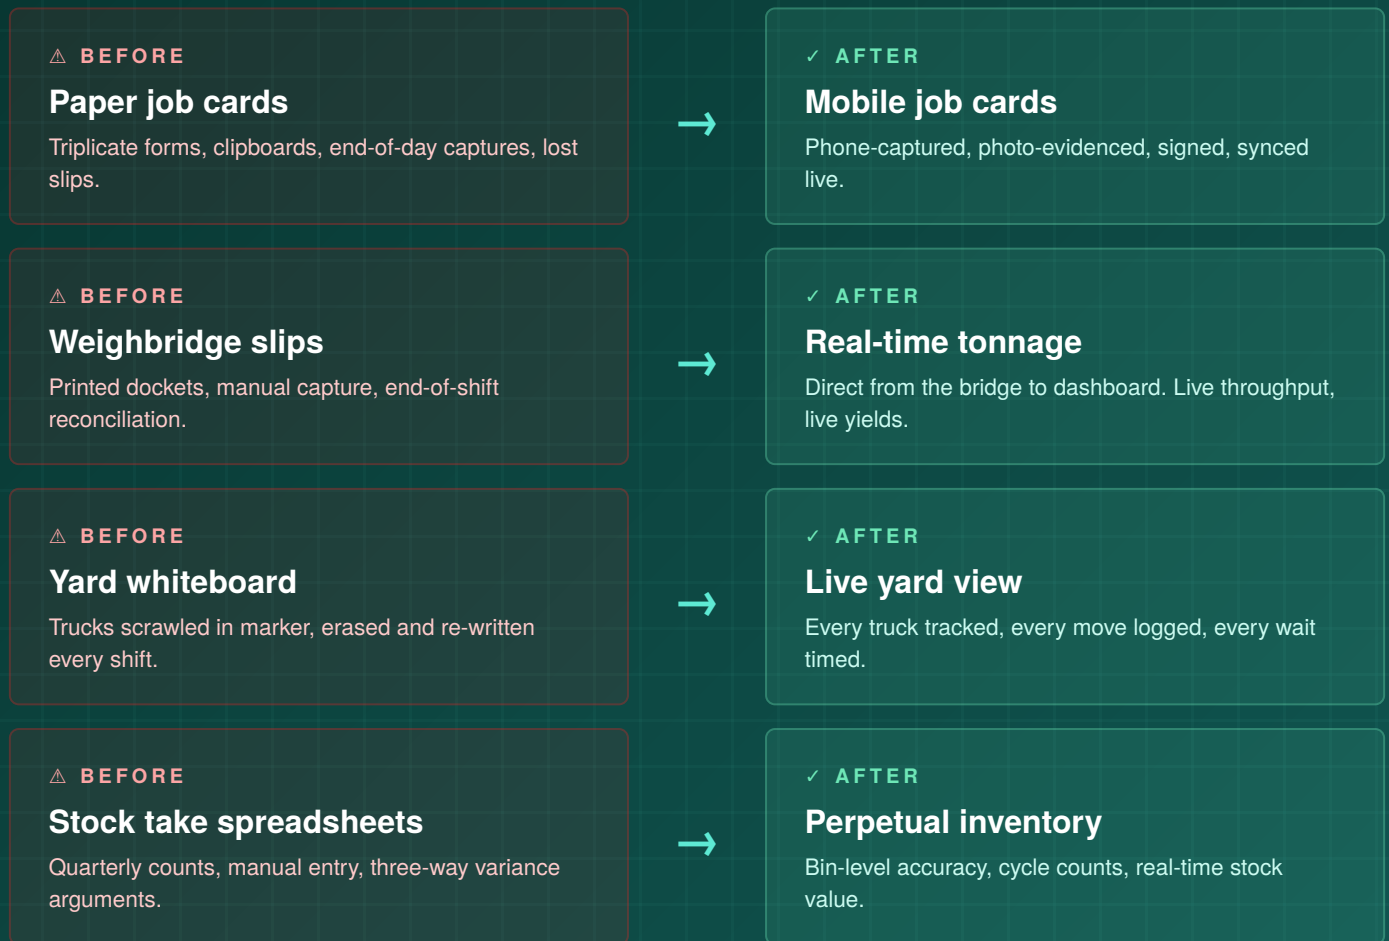 ⚠ BEFORE
Paper job cards
Triplicate forms, clipboards, end-of-day captures, lost
slips.
→
✓ AFTER
Mobile job cards
Phone-captured, photo-evidenced, signed, synced
live.
⚠ BEFORE
Weighbridge slips
Printed dockets, manual capture, end-of-shift
reconciliation.
→
✓ AFTER
Real-time tonnage
Direct from the bridge to dashboard. Live throughput,
live yields.
⚠ BEFORE
Yard whiteboard
Trucks scrawled in marker, erased and re-written
every shift.
→
✓ AFTER
Live yard view
Every truck tracked, every move logged, every wait
timed.
⚠ BEFORE
Stock take spreadsheets
Quarterly counts, manual entry, three-way variance
arguments.
→
✓ AFTER
Perpetual inventory
Bin-level accuracy, cycle counts, real-time stock
value.